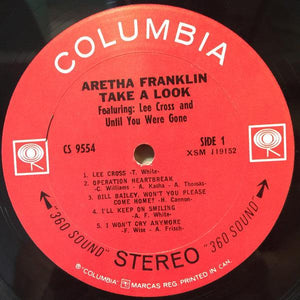 COLUMBIA
ARETHA FRANKLIN
TAKE A LOOK
Featuring: Lee Cross and
Until You Were Gone
CS 9554
SIDE 1
XSM 119152
1. LEE CROSS -T. White-
2. OPERATION HEARTBREAK
-C. Williams - A. Kasha - A. Thomas-
3. BILL BAILEY, WON'T YOU PLEASE
COME HOME? -H. Cannon-
4. I'LL KEEP ON SMILING
-A. F. White-
5. I WON'T CRY ANYMORE
-F. Wise - A. Frisch-
"360 SOUND" STEREO "360 SOUND"
® "COLUMBIA" MARCAS REG. PRINTED IN CAN.